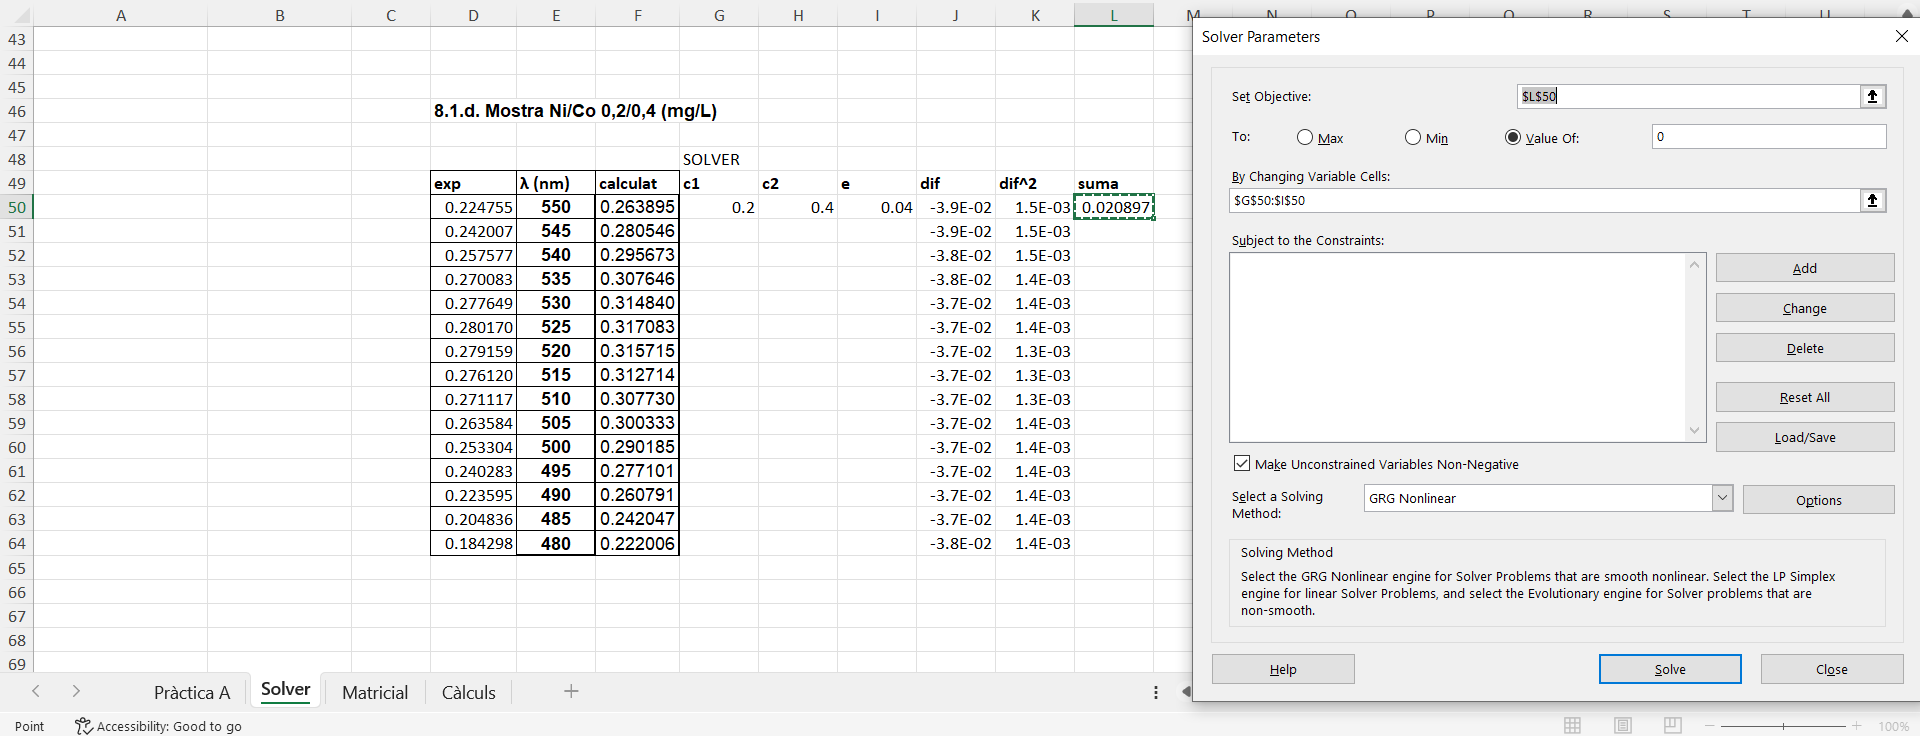 A B C D E F G H I J K L M N O P Q R S T U
43
44
45
46 8.1.d. Mostra Ni/Co 0,2/0,4 (mg/L)
47
48 SOLVER
49 exp λ (nm) calculat c1 c2 e dif dif^2 suma
50 0.224755 550 0.263895 0.2 0.4 0.04 -3.9E-02 1.5E-03 0.020897
51 0.242007 545 0.280546 -3.9E-02 1.5E-03
52 0.257577 540 0.295673 -3.8E-02 1.5E-03
53 0.270083 535 0.307646 -3.8E-02 1.4E-03
54 0.277649 530 0.314840 -3.7E-02 1.4E-03
55 0.280170 525 0.317083 -3.7E-02 1.4E-03
56 0.279159 520 0.315715 -3.7E-02 1.3E-03
57 0.276120 515 0.312714 -3.7E-02 1.3E-03
58 0.271117 510 0.307730 -3.7E-02 1.3E-03
59 0.263584 505 0.300333 -3.7E-02 1.4E-03
60 0.253304 500 0.290185 -3.7E-02 1.4E-03
61 0.240283 495 0.277101 -3.7E-02 1.4E-03
62 0.223595 490 0.260791 -3.7E-02 1.4E-03
63 0.204836 485 0.242047 -3.7E-02 1.4E-03
64 0.184298 480 0.222006 -3.8E-02 1.4E-03
65
66
67
68
69
Pràctica A Solver Matricial Càlculs
Point Accessibility: Good to go 100%
Solver Parameters
Set Objective: $L$50
To: Max Min Value Of: 0
By Changing Variable Cells:
$G$50:$I$50
Subject to the Constraints:
Add
Change
Delete
Reset All
Load/Save
Make Unconstrained Variables Non-Negative
Select a Solving
Method:
GRG Nonlinear
Options
Solving Method
Select the GRG Nonlinear engine for Solver Problems that are smooth nonlinear. Select the LP Simplex
engine for linear Solver Problems, and select the Evolutionary engine for Solver problems that are
non-smooth.
Help Solve Close